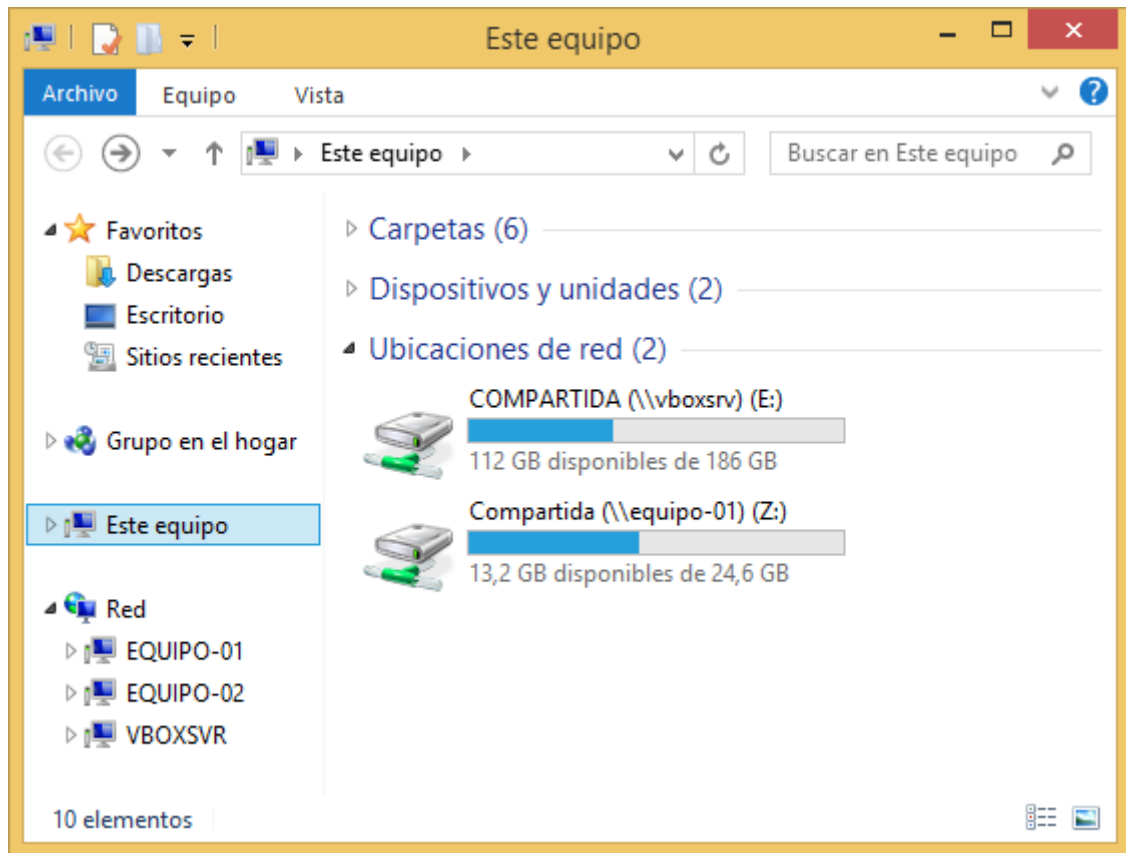 Este equipo
Archivo Equipo Vista
Este equipo
Buscar en Este equipo
Favoritos
Descargas
Escritorio
Sitios recientes
Grupo en el hogar
Este equipo
Red
EQUIPO-01
EQUIPO-02
VBOXSVR
Carpetas (6)
Dispositivos y unidades (2)
Ubicaciones de red (2)
COMPARTIDA (\\vboxsrv) (E:)
112 GB disponibles de 186 GB
Compartida (\\equipo-01) (Z:)
13,2 GB disponibles de 24,6 GB
10 elementos